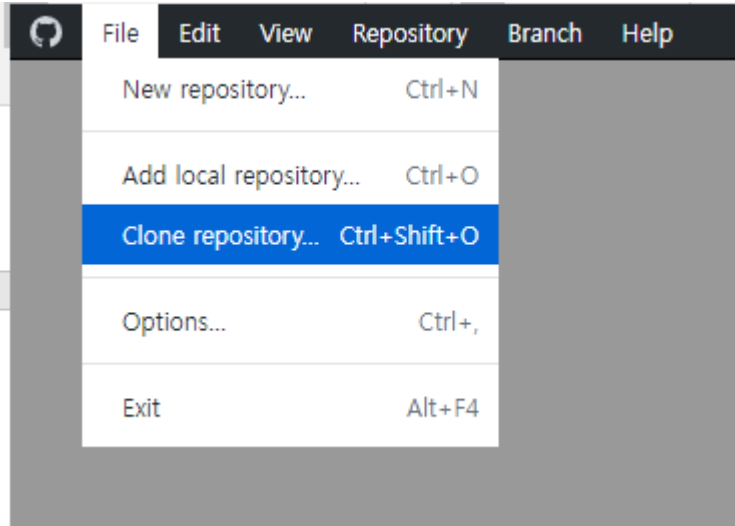 File Edit View Repository Branch Help
New repository... Ctrl+N
Add local repository... Ctrl+O
Clone repository... Ctrl+Shift+O
Options... Ctrl+,
Exit Alt+F4